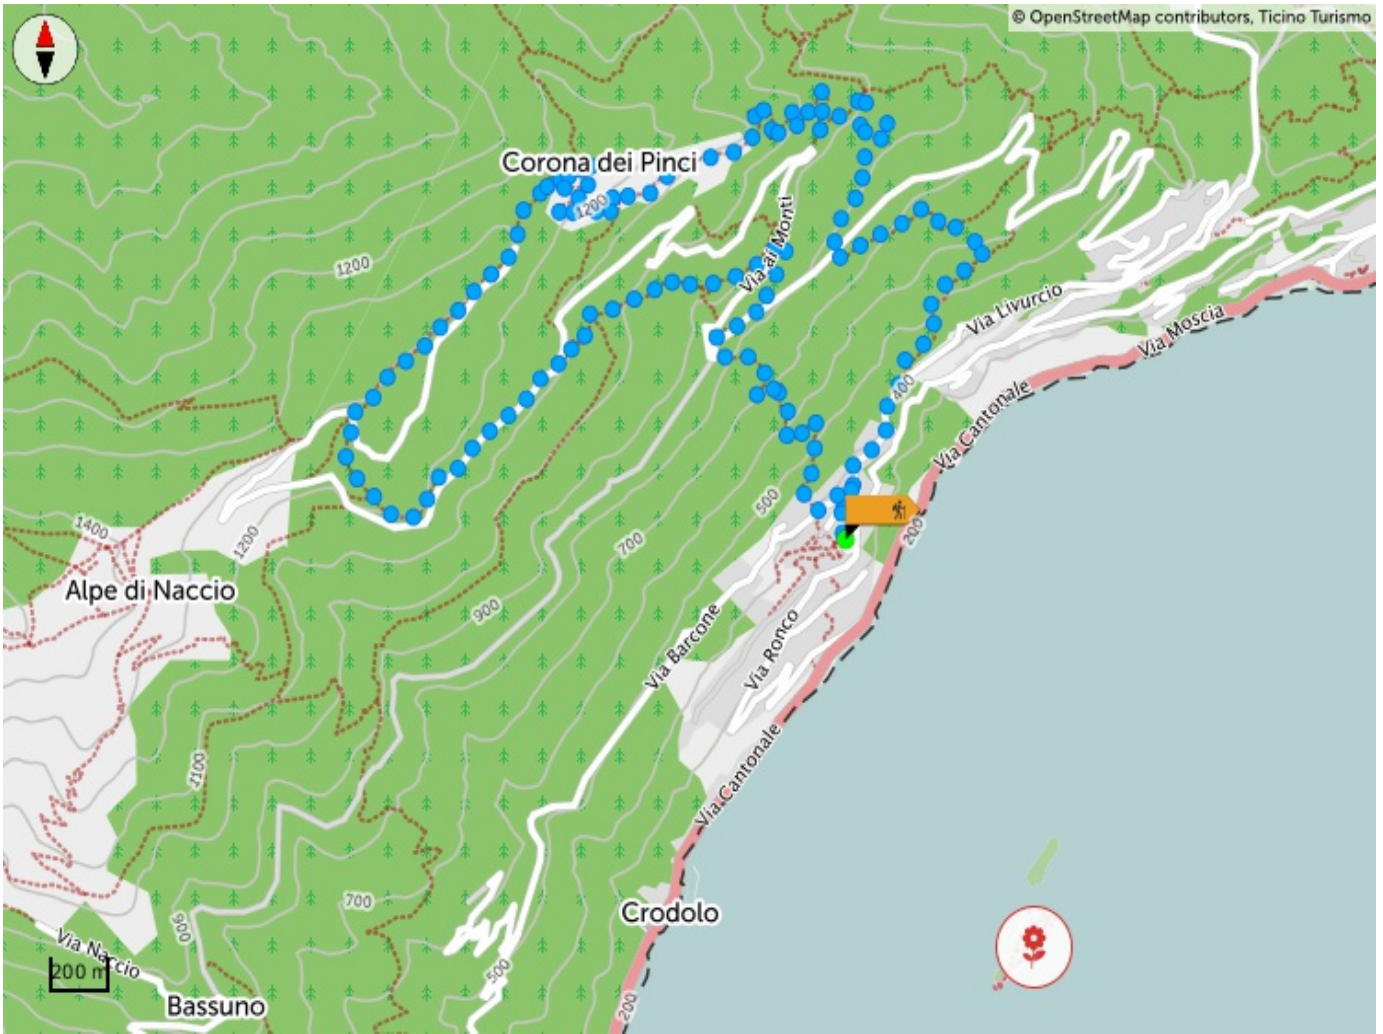 © OpenStreetMap contributors, Ticino Turismo
Corona dei Pinci
1200
Via ai Monti
1200
Via Livurcio
Via Moscia
400
Via Cantonale
500
1400
1200
700
200
Alpe di Naccio
900
Via Barcone
Via Ronco
1100
Via Cantonale
700
Crodolo
900
Via Naccio
200 m
500
Bassuno
200